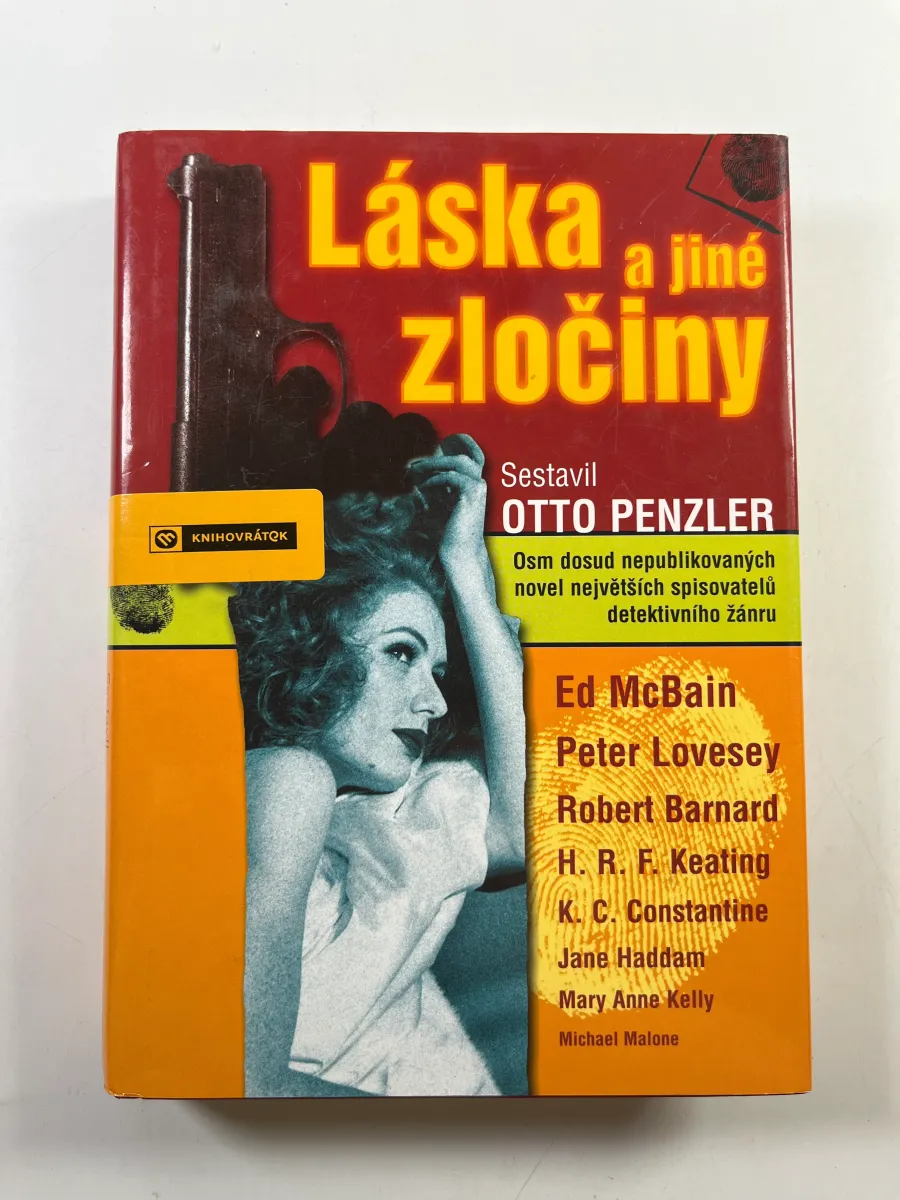 Láska
a jiné
zločiny
Sestavil
OTTO PENZLER
KNIHOVRÁTEK
Osm dosud nepublikovaných
novel největších spisovatelů
detektivního žánru
Ed McBain
Peter Lovesey
Robert Barnard
H. R. F. Keating
K. C. Constantine
Jane Haddam
Mary Anne Kelly
Michael Malone